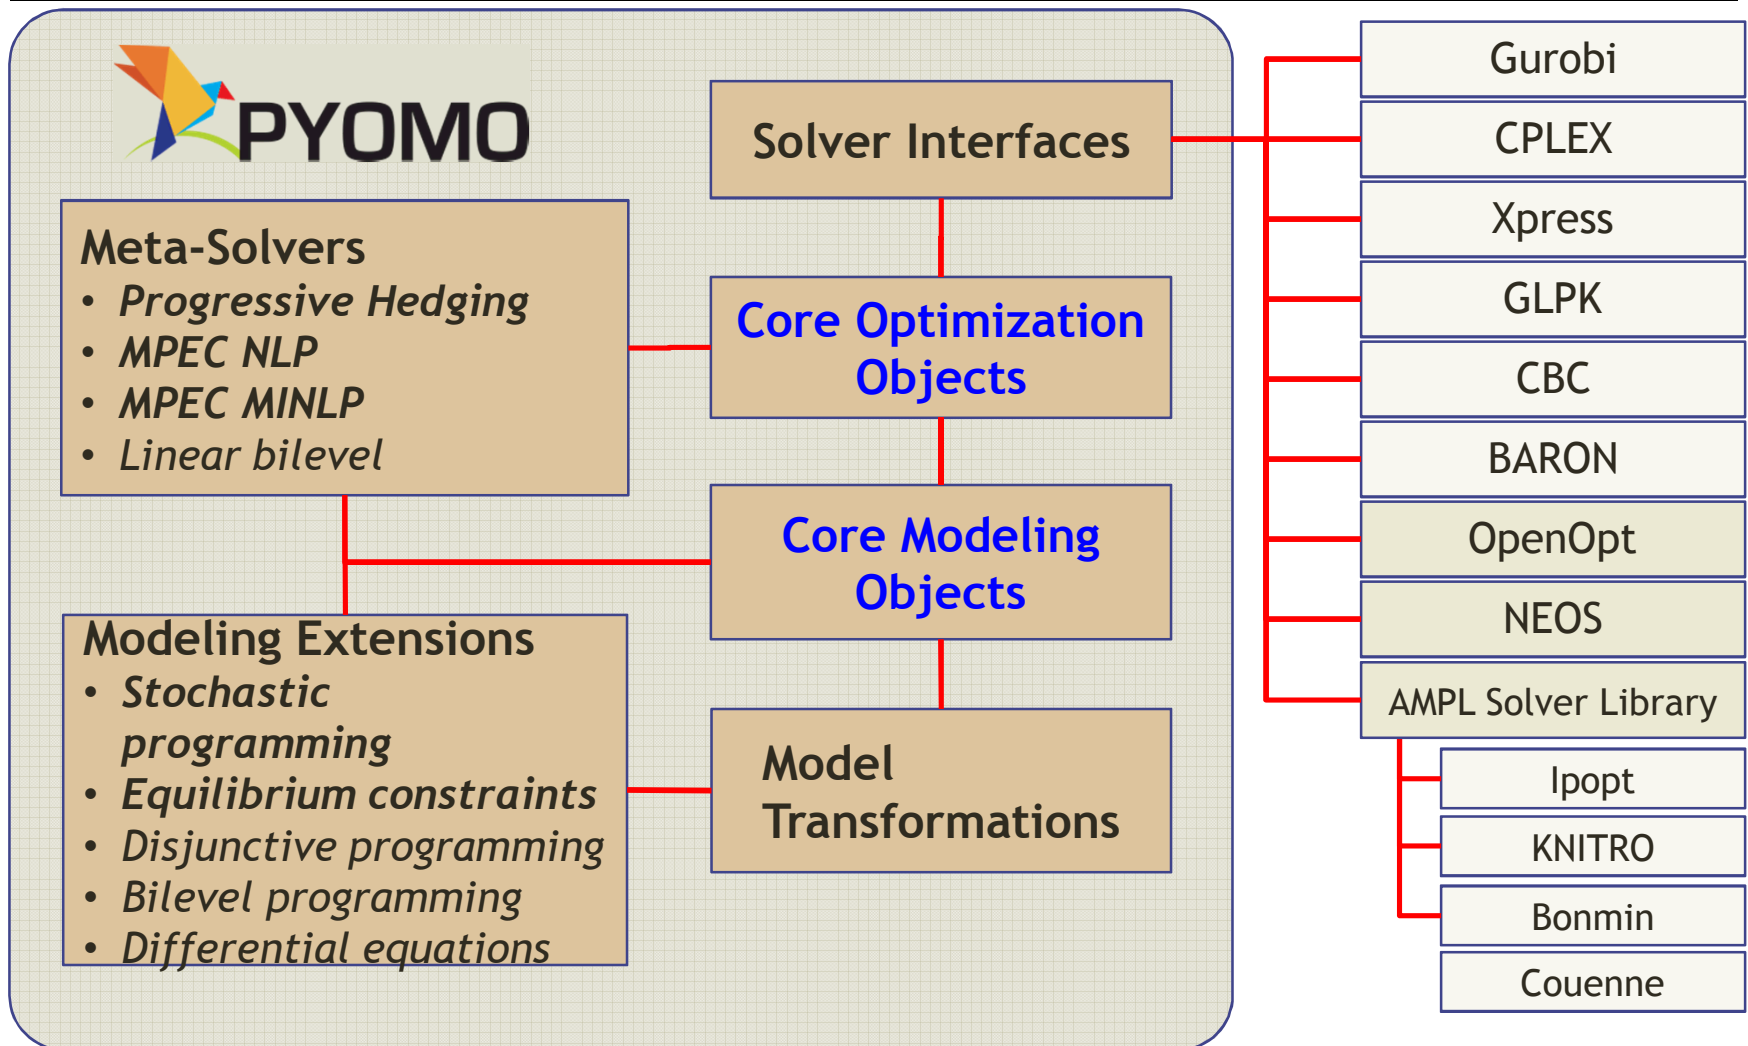 PYOMO
Solver Interfaces
Meta-Solvers
• Progressive Hedging
• MPEC NLP
• MPEC MINLP
• Linear bilevel
Core Optimization
Objects
Core Modeling
Objects
Modeling Extensions
• Stochastic
programming
• Equilibrium constraints
• Disjunctive programming
• Bilevel programming
• Differential equations
Model
Transformations
Gurobi
CPLEX
Xpress
GLPK
CBC
BARON
OpenOpt
NEOS
AMPL Solver Library
Ipopt
KNITRO
Bonmin
Couenne